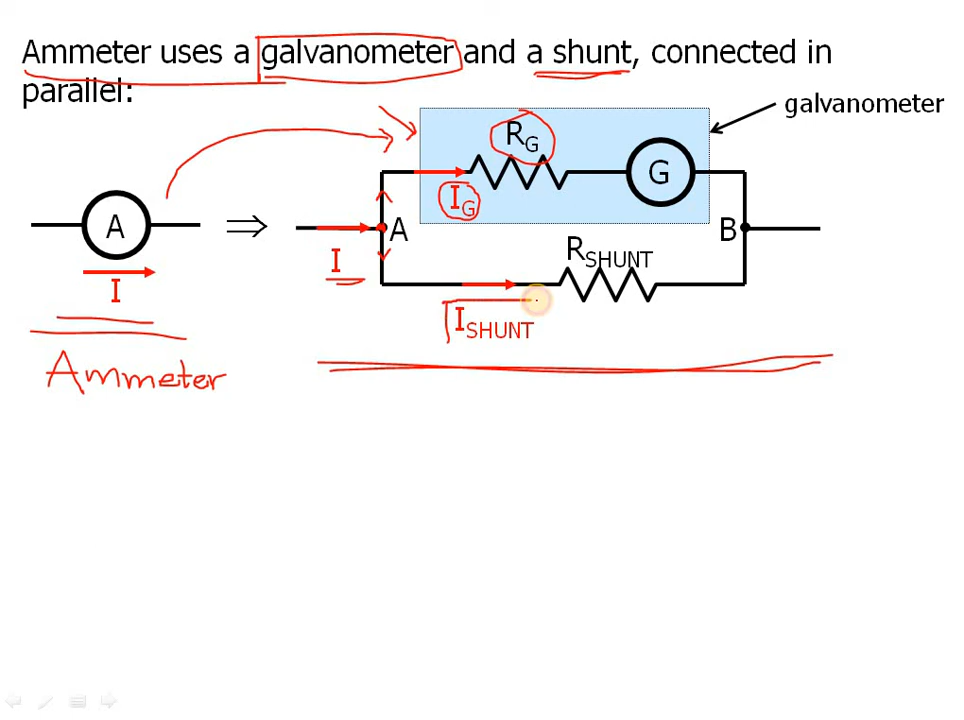 Ammeter uses a galvanometer and a shunt, connected in
parallel:
galvanometer
R_G
G
I_G
A
A
B
I
I
R_SHUNT
I_SHUNT
Ammeter